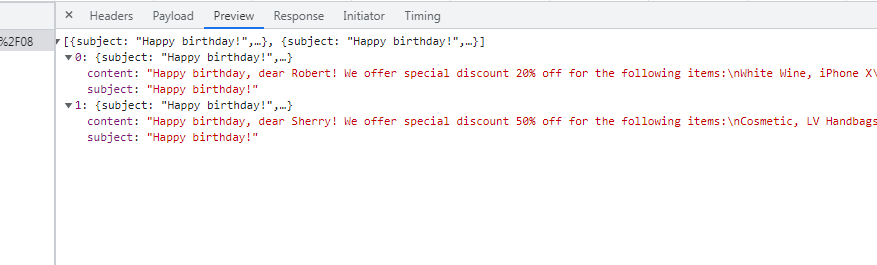 Headers Payload Preview Response Initiator Timing
%2F08
[{subject: "Happy birthday!",…}, {subject: "Happy birthday!",…}]
0: {subject: "Happy birthday!",…}
content: "Happy birthday, dear Robert! We offer special discount 20% off for the following items:\nWhite Wine, iPhone X\
subject: "Happy birthday!"
1: {subject: "Happy birthday!",…}
content: "Happy birthday, dear Sherry! We offer special discount 50% off for the following items:\nCosmetic, LV Handbags
subject: "Happy birthday!"